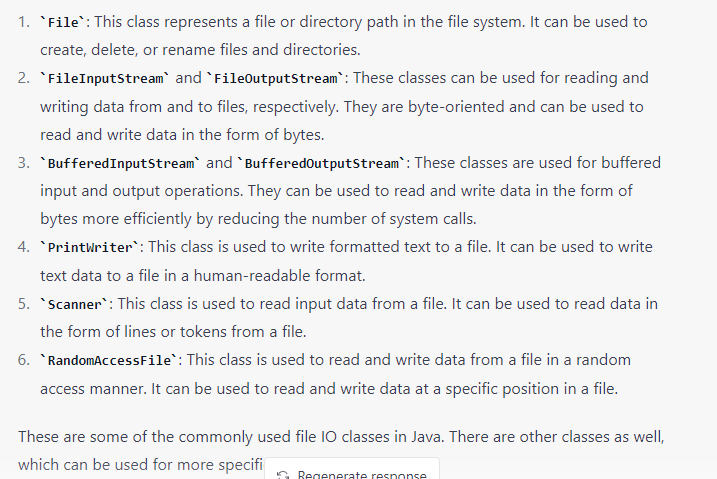 1. `File`: This class represents a file or directory path in the file system. It can be used to
create, delete, or rename files and directories.
2. `FileInputStream` and `FileOutputStream`: These classes can be used for reading and
writing data from and to files, respectively. They are byte-oriented and can be used to
read and write data in the form of bytes.
3. `BufferedInputStream` and `BufferedOutputStream`: These classes are used for buffered
input and output operations. They can be used to read and write data in the form of
bytes more efficiently by reducing the number of system calls.
4. `PrintWriter`: This class is used to write formatted text to a file. It can be used to write
text data to a file in a human-readable format.
5. `Scanner`: This class is used to read input data from a file. It can be used to read data in
the form of lines or tokens from a file.
6. `RandomAccessFile`: This class is used to read and write data from a file in a random
access manner. It can be used to read and write data at a specific position in a file.
These are some of the commonly used file IO classes in Java. There are other classes as well,
which can be used for more specifi
Regenerate response